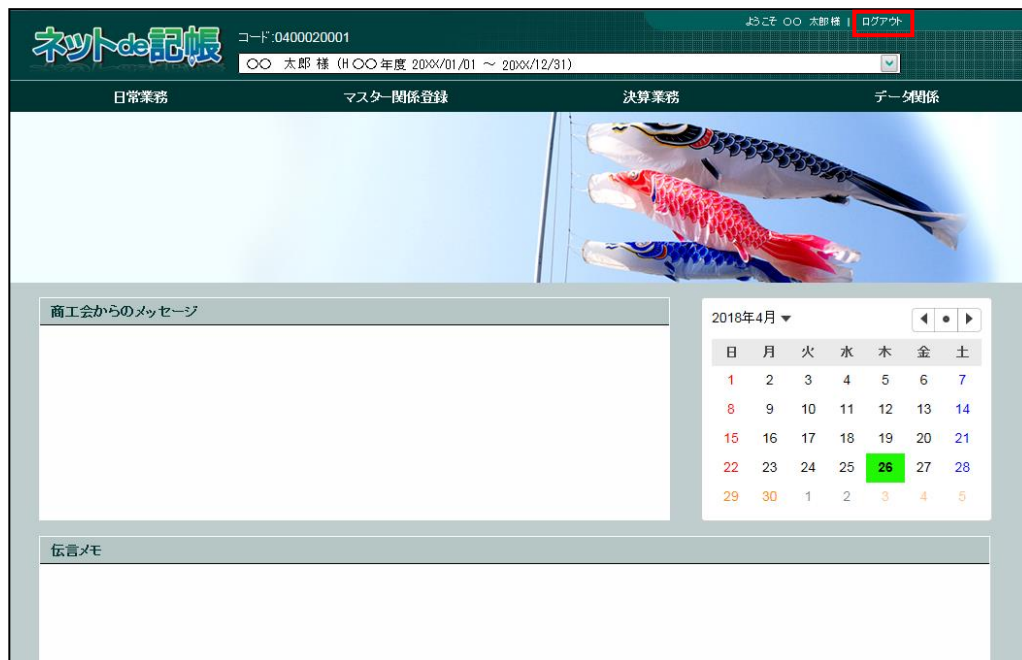 ようこそ 〇〇 太郎 様 | ログアウト
ネットde記帳
コード:0400020001
〇〇 太郎 様 (H〇〇年度 20XX/01/01 ～ 20XX/12/31)
日常業務 マスター関係登録 決算業務 データ関係
商工会からのメッセージ
2018年4月
日 月 火 水 木 金 土
1 2 3 4 5 6 7
8 9 10 11 12 13 14
15 16 17 18 19 20 21
22 23 24 25 26 27 28
29 30 1 2 3 4 5
伝言メモ